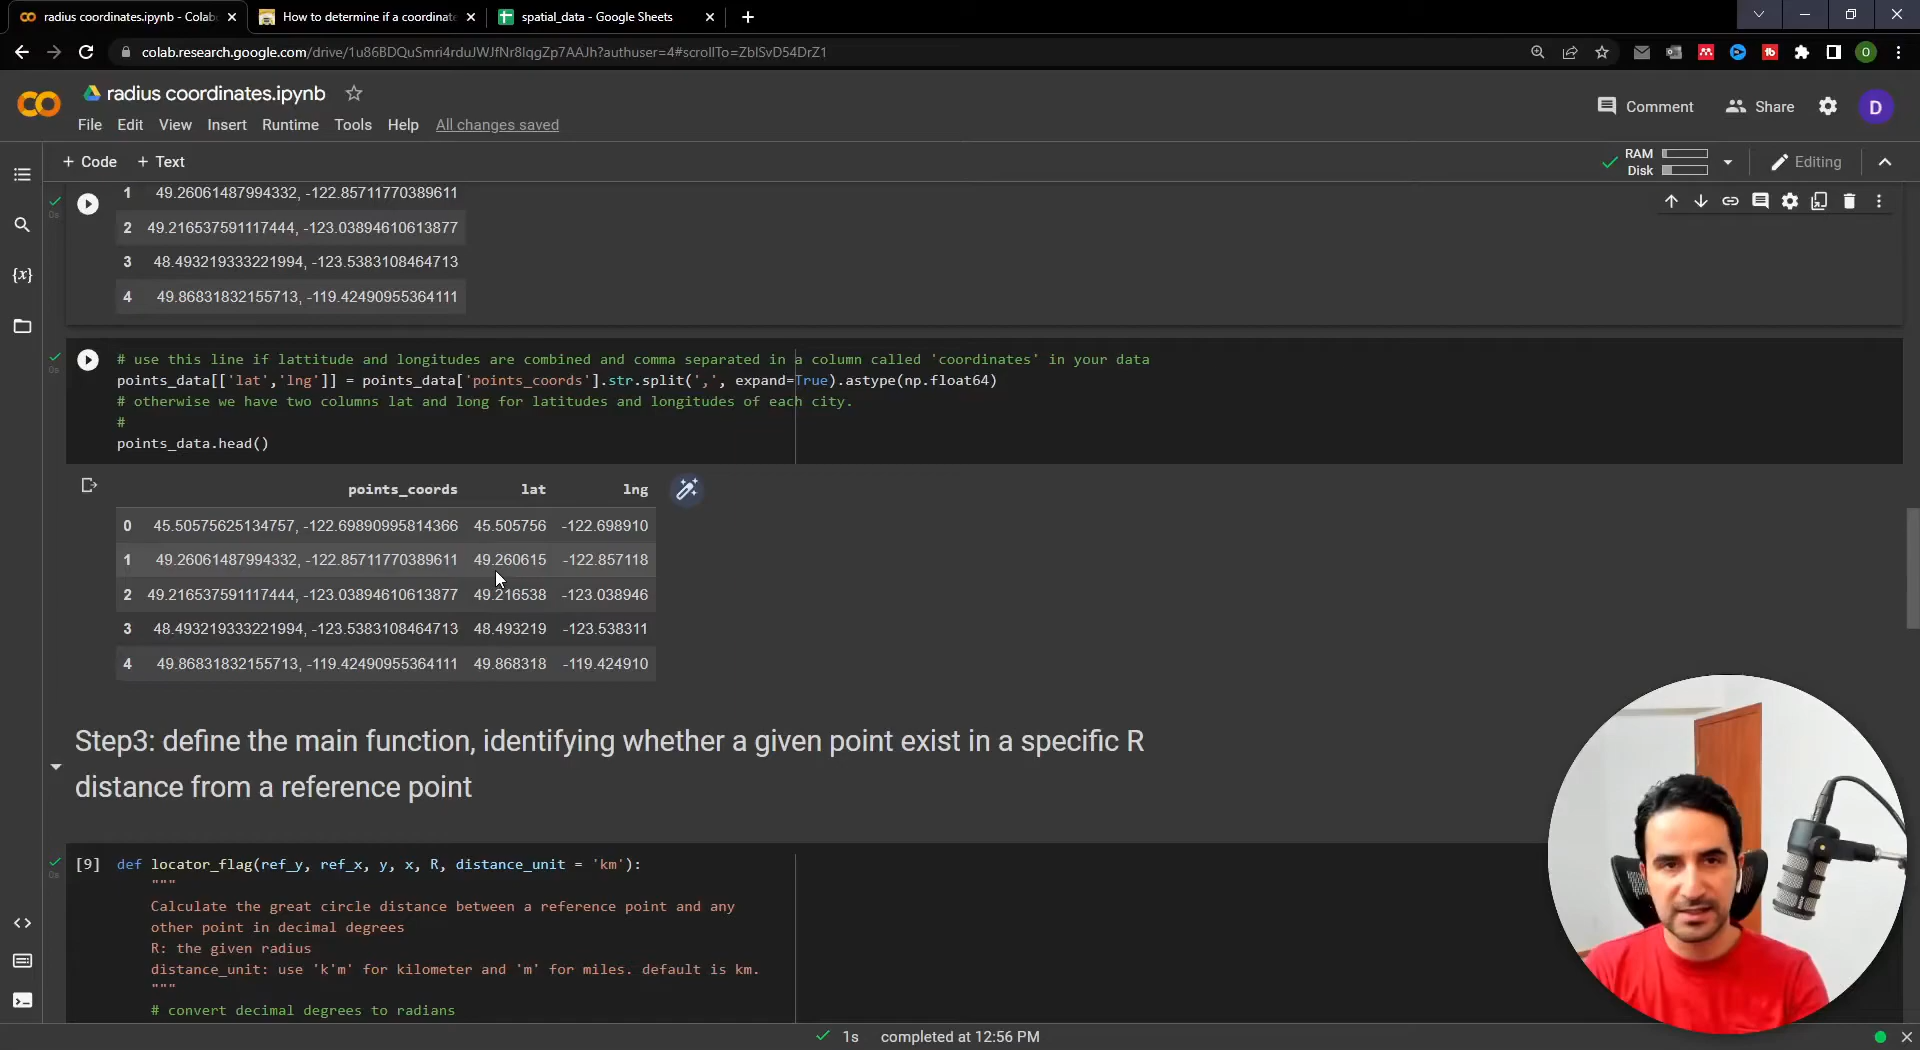 radius coordinates.ipynb - Colab
How to determine if a coordinate
spatial_data - Google Sheets
colab.research.google.com/drive/1u86BDQuSmri4rduJWJfNr8lqgZp7AAJh?authuser=4#scrollTo=ZblSvD54DrZ1
radius coordinates.ipynb
File Edit View Insert Runtime Tools Help All changes saved
Comment Share D
+ Code + Text
RAM
Disk
Editing
1 49.26061487994332, -122.85711770389611
2 49.216537591117444, -123.03894610613877
3 48.493219333221994, -123.5383108464713
4 49.86831832155713, -119.42490955364111
# use this line if lattitude and longitudes are combined and comma separated in a column called 'coordinates' in your data
points_data[['lat','lng']] = points_data['points_coords'].str.split(',', expand=True).astype(np.float64)
# otherwise we have two columns lat and long for latitudes and longitudes of each city.
#
points_data.head()
points_coords lat lng
0 45.50575625134757, -122.69890995814366 45.505756 -122.698910
1 49.26061487994332, -122.85711770389611 49.260615 -122.857118
2 49.216537591117444, -123.03894610613877 49.216538 -123.038946
3 48.493219333221994, -123.5383108464713 48.493219 -123.538311
4 49.86831832155713, -119.42490955364111 49.868318 -119.424910
Step3: define the main function, identifying whether a given point exist in a specific R
distance from a reference point
[9] def locator_flag(ref_y, ref_x, y, x, R, distance_unit = 'km'):
"""
Calculate the great circle distance between a reference point and any
other point in decimal degrees
R: the given radius
distance_unit: use 'k'm' for kilometer and 'm' for miles. default is km.
"""
# convert decimal degrees to radians
1s completed at 12:56 PM